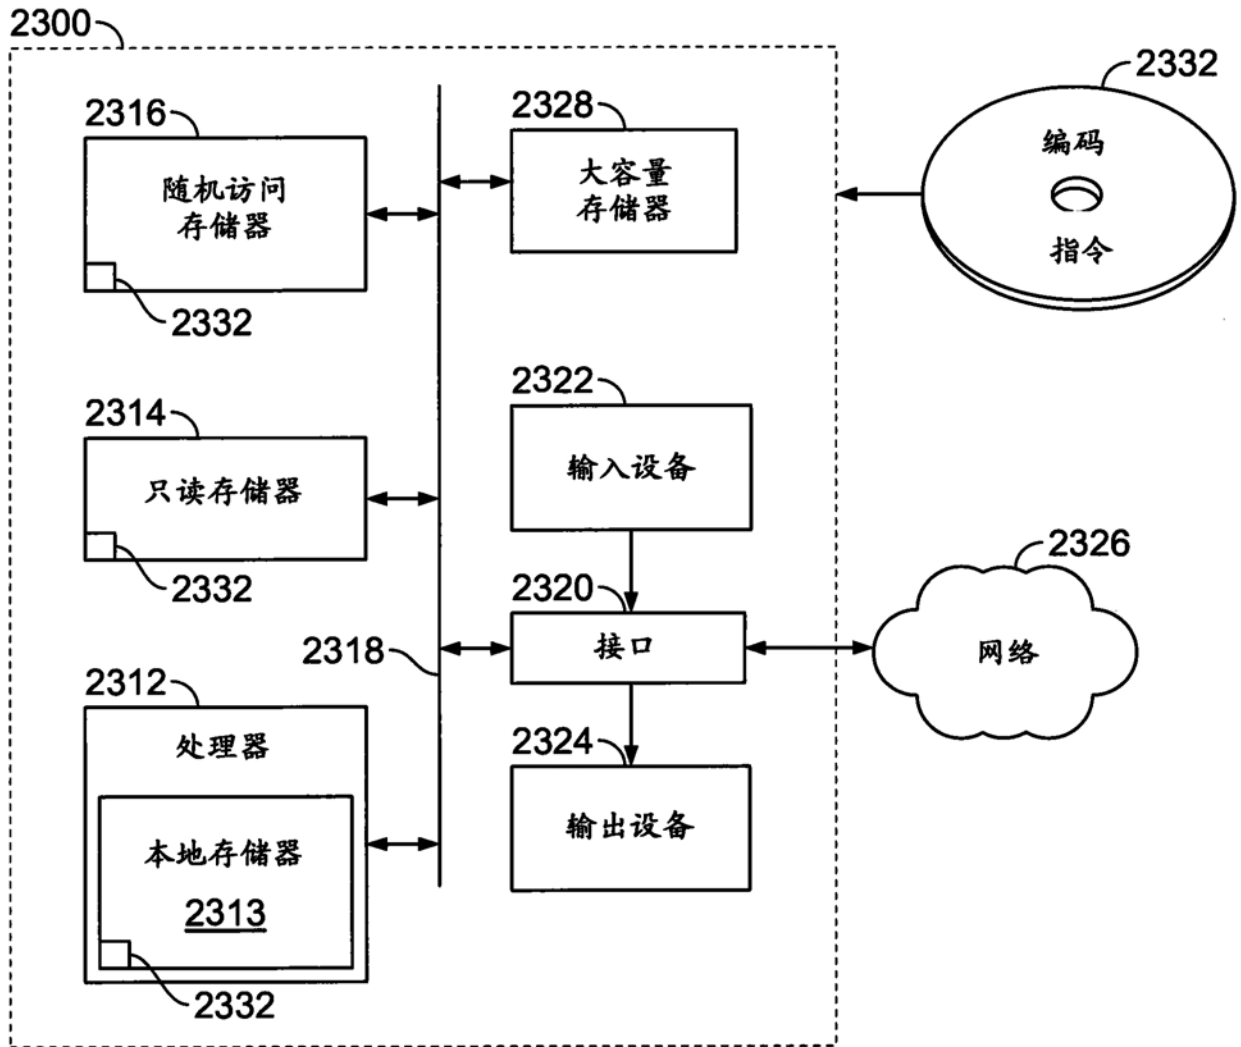 2300
2316
随机访问
存储器
2332
2328
大容量
存储器
2332
编码
指令
2314
只读存储器
2332
2322
输入设备
2320
接口
2318
2326
网络
2312
处理器
本地存储器
2313
2332
2324
输出设备